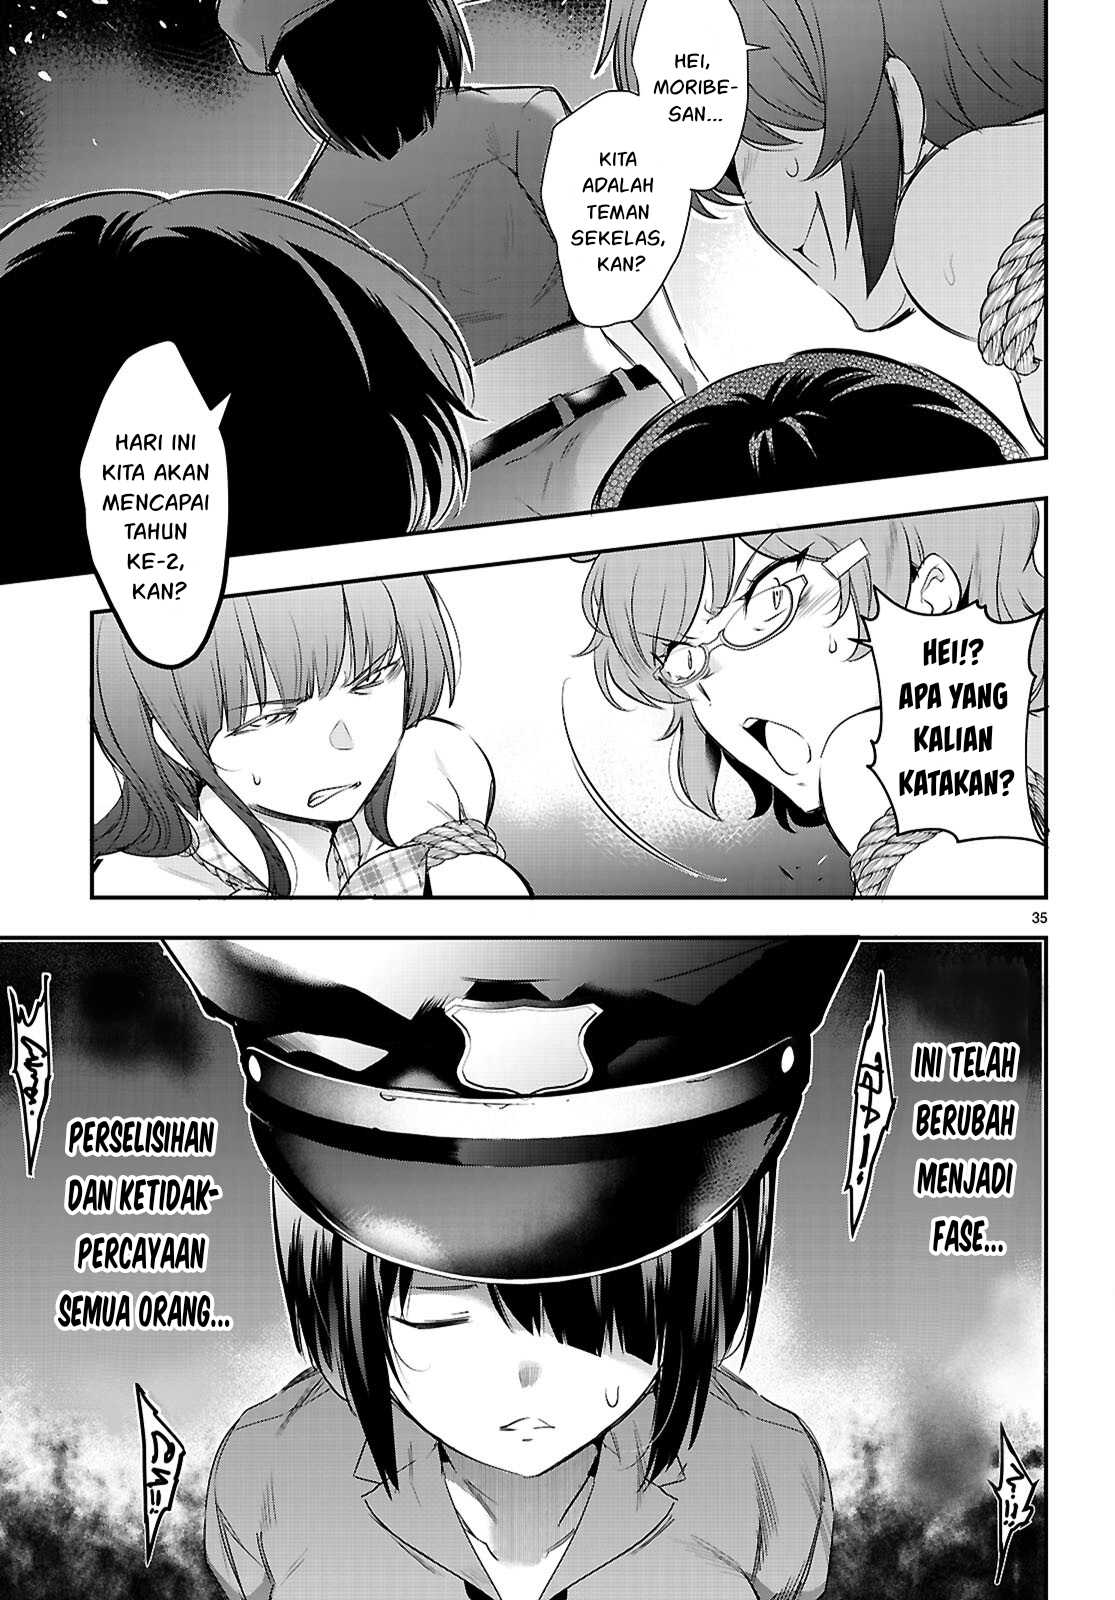 HEI,
MORIBE-
SAN...
KITA
ADALAH
TEMAN
SEKELAS,
KAN?
HARI INI
KITA AKAN
MENCAPAI
TAHUN
KE-2,
KAN?
HEI!?
APA YANG
KALIAN
KATAKAN?
35
INI TELAH
BERUBAH
MENJADI
FASE...
PERSELISIHAN
DAN KETIDAK-
PERCAYAAN
SEMUA ORANG...